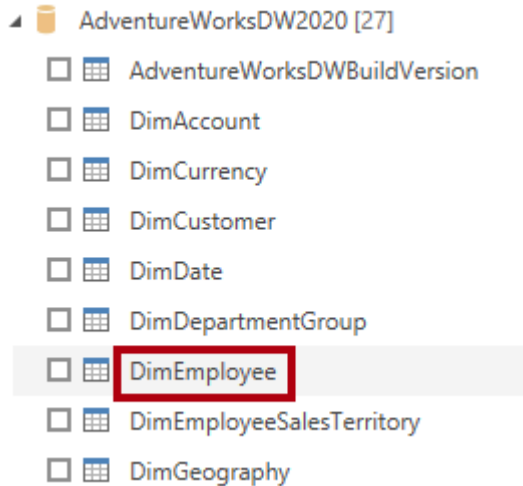 AdventureWorksDW2020 [27]
AdventureWorksDWBuildVersion
DimAccount
DimCurrency
DimCustomer
DimDate
DimDepartmentGroup
DimEmployee
DimEmployeeSalesTerritory
DimGeography